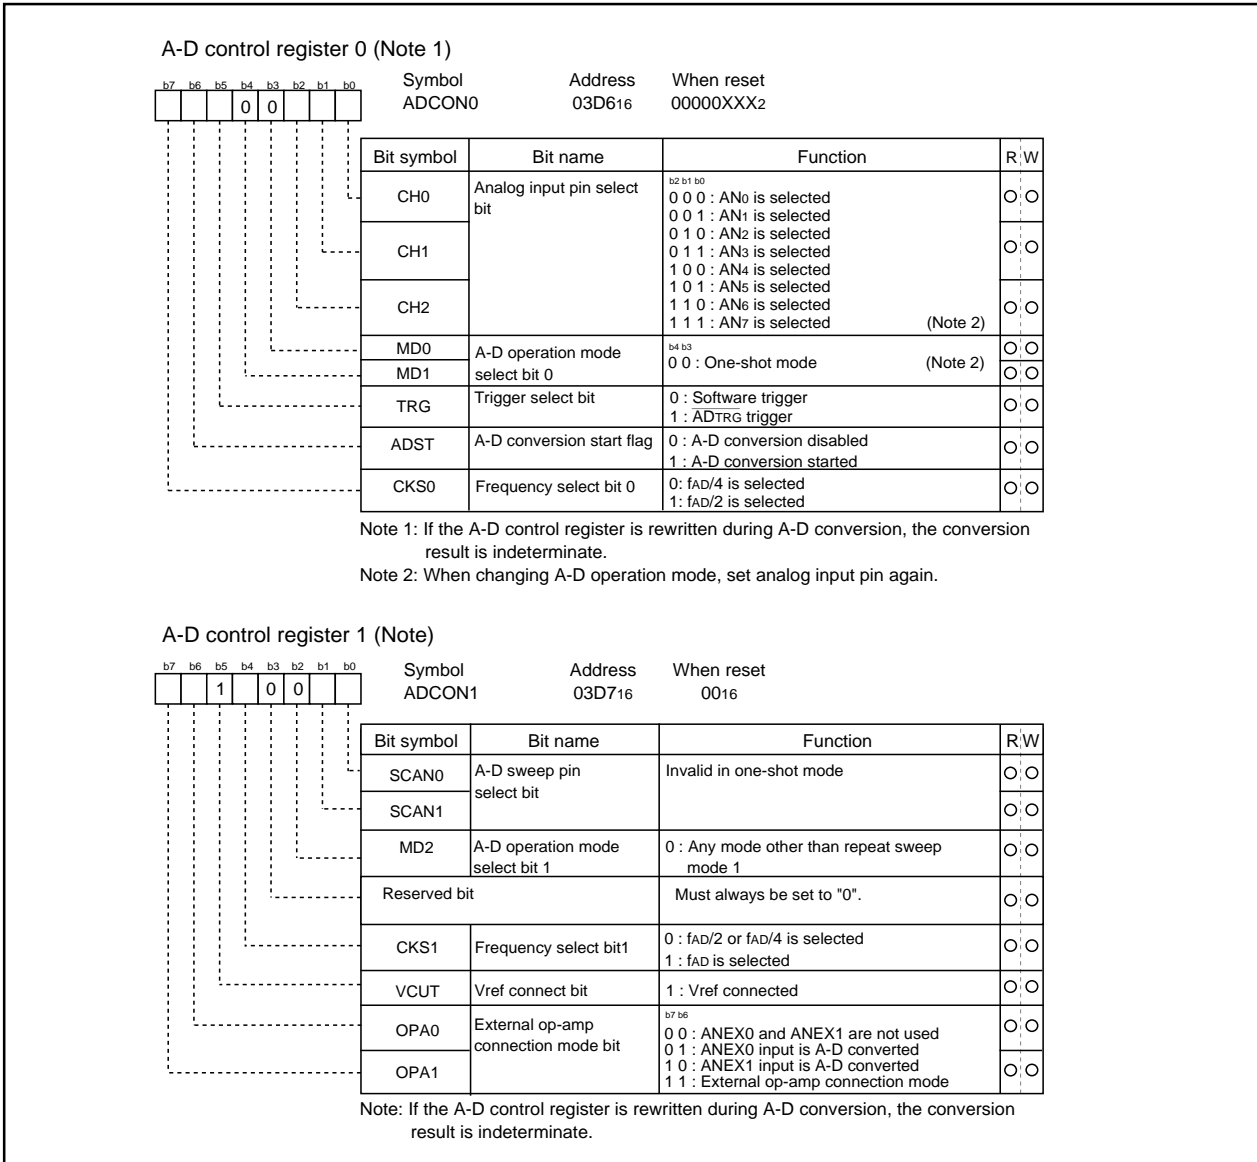 A-D control register 0 (Note 1)
b7 b6 b5 b4 b3 b2 b1 b0
0 0
Symbol Address When reset
ADCON0 03D616 00000XXX2
Bit symbol Bit name Function R W
CH0 Analog input pin select bit
b2 b1 b0
0 0 0 : AN0 is selected
0 0 1 : AN1 is selected
0 1 0 : AN2 is selected
0 1 1 : AN3 is selected
1 0 0 : AN4 is selected
1 0 1 : AN5 is selected
1 1 0 : AN6 is selected
1 1 1 : AN7 is selected (Note 2)
CH1
CH2
MD0 A-D operation mode
select bit 0
b4 b3
0 0 : One-shot mode (Note 2)
MD1
TRG Trigger select bit 0 : Software trigger
1 : ADTRG trigger
ADST A-D conversion start flag 0 : A-D conversion disabled
1 : A-D conversion started
CKS0 Frequency select bit 0 0: fAD/4 is selected
1: fAD/2 is selected
Note 1: If the A-D control register is rewritten during A-D conversion, the conversion
result is indeterminate.
Note 2: When changing A-D operation mode, set analog input pin again.
A-D control register 1 (Note)
b7 b6 b5 b4 b3 b2 b1 b0
1 0 0
Symbol Address When reset
ADCON1 03D716 0016
Bit symbol Bit name Function R W
SCAN0 A-D sweep pin
select bit
Invalid in one-shot mode
SCAN1
MD2 A-D operation mode
select bit 1
0 : Any mode other than repeat sweep
mode 1
Reserved bit Must always be set to "0".
CKS1 Frequency select bit1 0 : fAD/2 or fAD/4 is selected
1 : fAD is selected
VCUT Vref connect bit 1 : Vref connected
OPA0 External op-amp
connection mode bit
b7 b6
0 0 : ANEX0 and ANEX1 are not used
0 1 : ANEX0 input is A-D converted
1 0 : ANEX1 input is A-D converted
1 1 : External op-amp connection mode
OPA1
Note: If the A-D control register is rewritten during A-D conversion, the conversion
result is indeterminate.